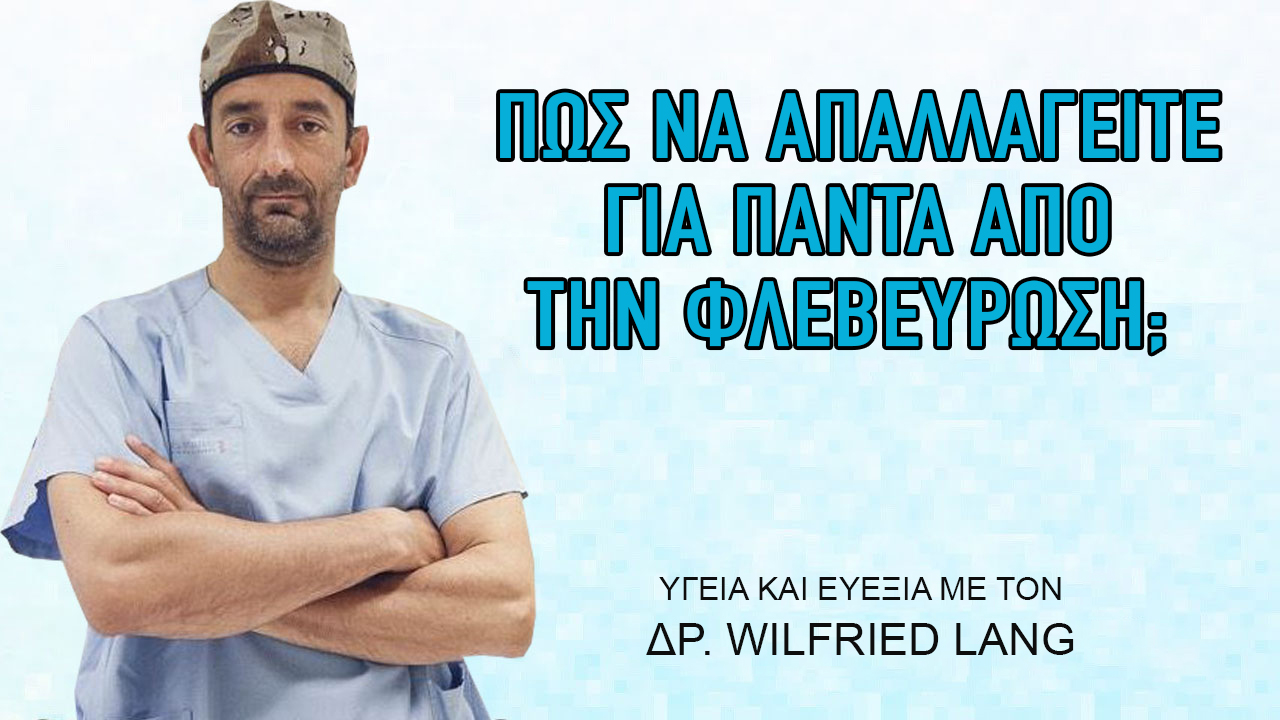 ΠΩΣ ΝΑ ΑΠΑΛΛΑΓΕΙΤΕ
ΓΙΑ ΠΑΝΤΑ ΑΠΟ
ΤΗΝ ΦΛΕΒΕΥΡΩΣΗ;
ΥΓΕΙΑ ΚΑΙ ΕΥΕΞΙΑ ΜΕ ΤΟΝ
ΔΡ. WILFRIED LANG